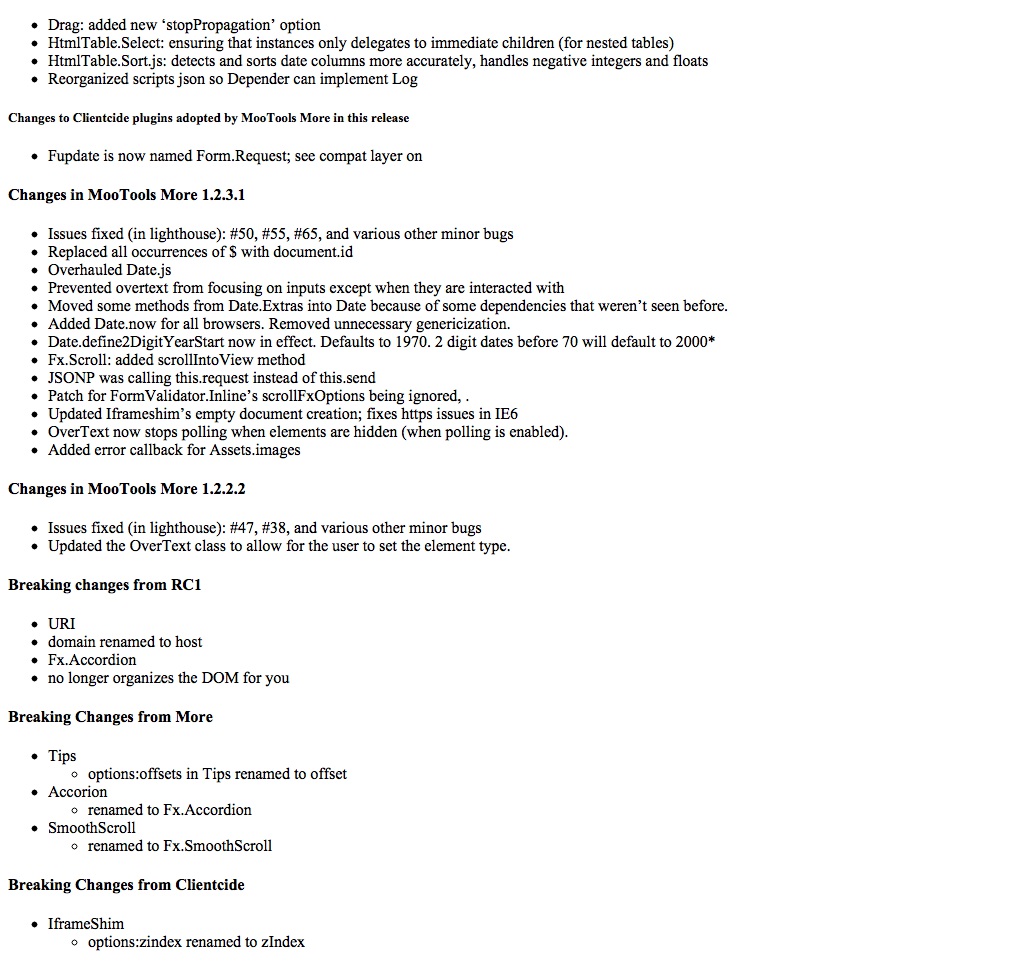 • Drag: added new ‘stopPropagation’ option
• HtmlTable.Select: ensuring that instances only delegates to immediate children (for nested tables)
• HtmlTable.Sort.js: detects and sorts date columns more accurately, handles negative integers and floats
• Reorganized scripts.json so Depender can implement Log
Changes to Clientcide plugins adopted by MooTools More in this release
• Fupdate is now named Form.Request; see compat layer on
Changes in MooTools More 1.2.3.1
• Issues fixed (in lighthouse): #50, #55, #65, and various other minor bugs
• Replaced all occurrences of $ with document.id
• Overhauled Date.js
• Prevented overtext from focusing on inputs except when they are interacted with
• Moved some methods from Date.Extras into Date because of some dependencies that weren’t seen before.
• Added Date.now for all browsers. Removed unnecessary genericization.
• Date.define2DigitYearStart now in effect. Defaults to 1970. 2 digit dates before 70 will default to 2000*
• Fx.Scroll: added scrollIntoView method
• JSONP was calling this.request instead of this.send
• Patch for FormValidator.Inline’s scrollFxOptions being ignored, .
• Updated Iframeshim’s empty document creation; fixes https issues in IE6
• OverText now stops polling when elements are hidden (when polling is enabled).
• Added error callback for Assets.images
Changes in MooTools More 1.2.2.2
• Issues fixed (in lighthouse): #47, #38, and various other minor bugs
• Updated the OverText class to allow for the user to set the element type.
Breaking changes from RC1
• URI
• domain renamed to host
• Fx.Accordion
• no longer organizes the DOM for you
Breaking Changes from More
• Tips
◦ options:offsets in Tips renamed to offset
• Accorion
◦ renamed to Fx.Accordion
• SmoothScroll
◦ renamed to Fx.SmoothScroll
Breaking Changes from Clientcide
• IframeShim
◦ options:zindex renamed to zIndex